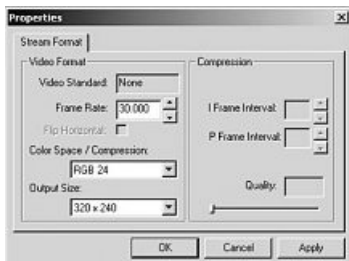 Properties
Stream Format
Video Format
Video Standard: None
Frame Rate: 30.000
Flip Horizontal:
Color Space / Compression:
RGB 24
Output Size:
320 x 240
Compression
I Frame Interval:
P Frame Interval:
Quality:
OK Cancel Apply